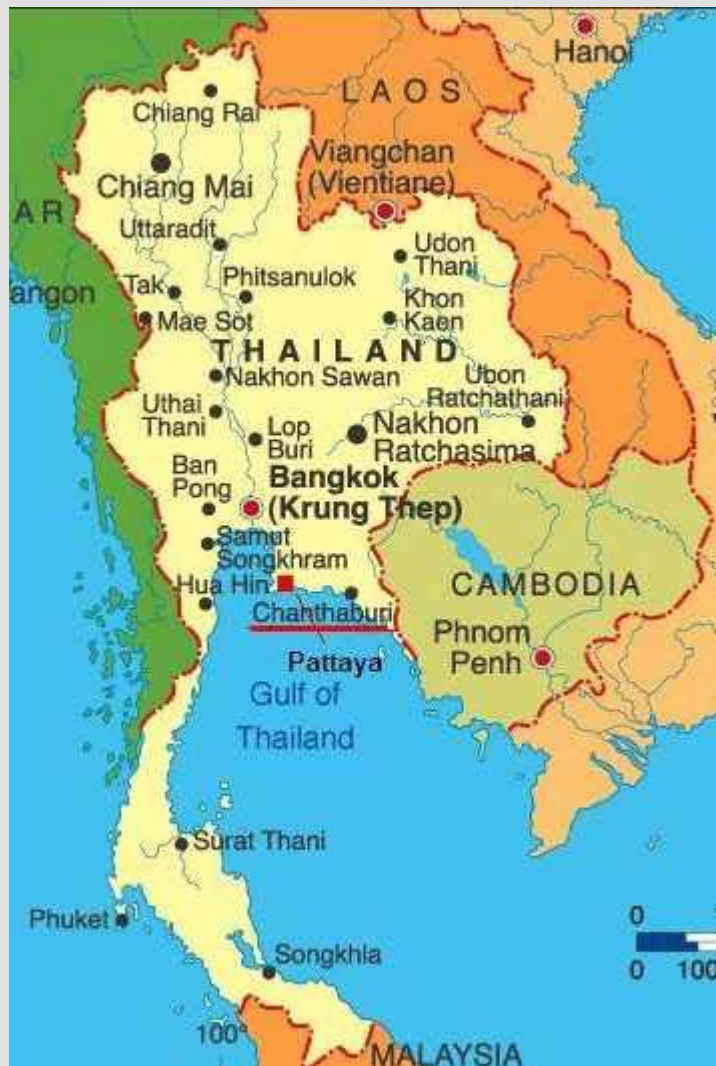 Hanoi
LAOS
Chiang Rai
Viangchan
(Vientiane)
Chiang Mai
AR
Uttaradit
Udon
Thani
angon
Tak
Phitsanulok
Khon
Kaen
Mae Sot
THAILAND
Nakhon Sawan
Ubon
Ratchathani
Uthai
Thani
Lop
Buri
Nakhon
Ratchasima
Ban
Pong
Bangkok
(Krung Thep)
Samut
Songkhram
Hua Hin
CAMBODIA
Chanthaburi
Phnom
Penh
Pattaya
Gulf of
Thailand
Surat Thani
Phuket
Songkhla
0
0 100
100°
MALAYSIA